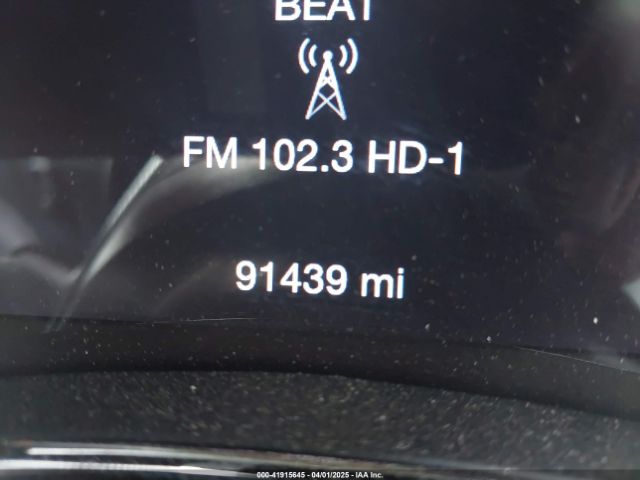 BEAT
FM 102.3 HD-1
91439 mi
000-41915645 - 04/01/2025 - IAA Inc.